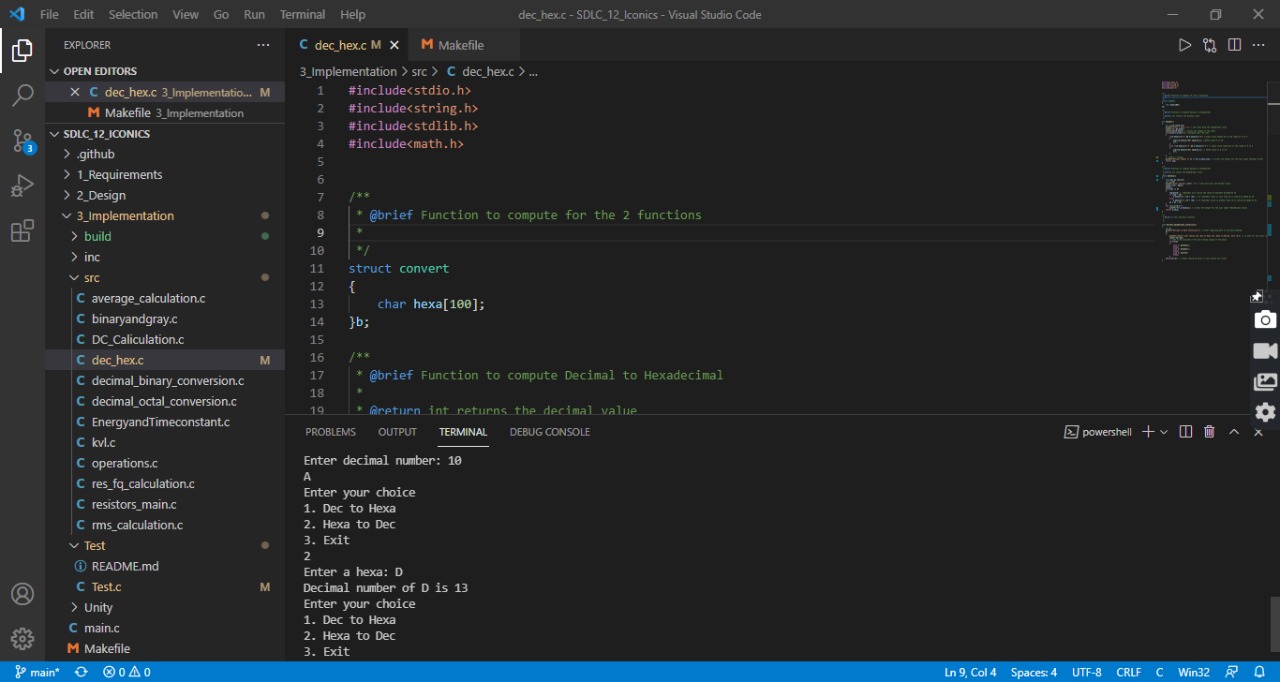 File Edit Selection View Go Run Terminal Help dec_hex.c - SDLC_12_Iconics - Visual Studio Code
EXPLORER
OPEN EDITORS
dec_hex.c 3_Implementatio... M
Makefile 3_Implementation
SDLC_12_ICONICS
.github
1_Requirements
2_Design
3_Implementation
build
inc
src
C average_calculation.c
C binaryandgray.c
C DC_Caliculation.c
C dec_hex.c M
C decimal_binary_conversion.c
C decimal_octal_conversion.c
C EnergyandTimeconstant.c
C kvl.c
C operations.c
C res_fq_calculation.c
C resistors_main.c
C rms_calculation.c
Test
README.md
C Test.c M
Unity
C main.c
M Makefile
3
C dec_hex.c M M Makefile
3_Implementation > src > C dec_hex.c > ...
1 #include<stdio.h>
2 #include<string.h>
3 #include<stdlib.h>
4 #include<math.h>
5
6
7 /**
8 * @brief Function to compute for the 2 functions
9 *
10 */
11 struct convert
12 {
13 char hexa[100];
14 }b;
15
16 /**
17 * @brief Function to compute Decimal to Hexadecimal
18 *
19 * @return int returns the decimal value
PROBLEMS OUTPUT TERMINAL DEBUG CONSOLE powershell
Enter decimal number: 10
A
Enter your choice
1. Dec to Hexa
2. Hexa to Dec
3. Exit
2
Enter a hexa: D
Decimal number of D is 13
Enter your choice
1. Dec to Hexa
2. Hexa to Dec
3. Exit
main* 0 0 Ln 9, Col 4 Spaces: 4 UTF-8 CRLF C Win32